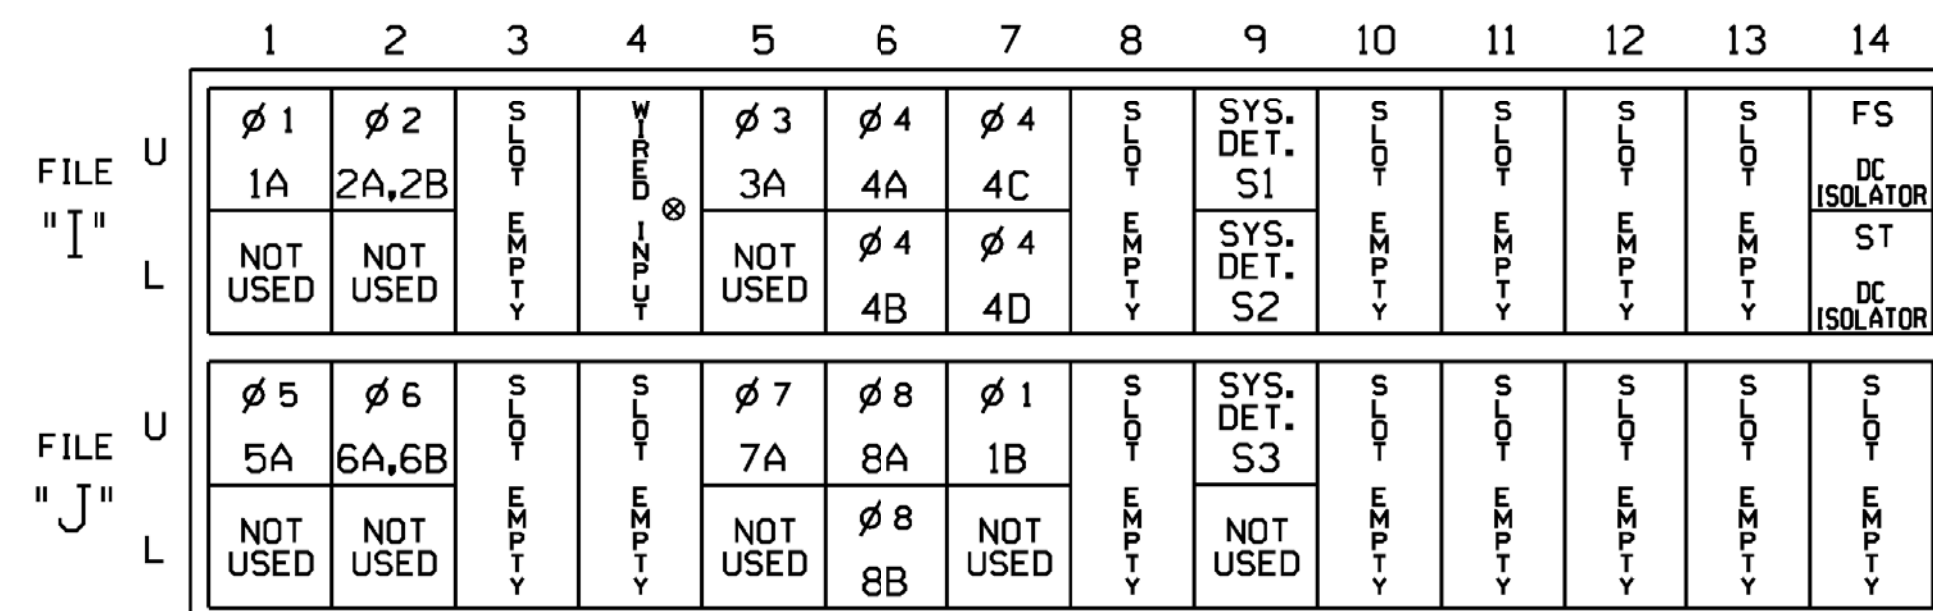 1 2 3 4 5 6 7 8 9 10 11 12 13 14
FILE "I"
U
L
Ø 1
1A
NOT
USED
Ø 2
2A,2B
NOT
USED
SLOT EMPTY
WIRED INPUT
⊗
Ø 3
3A
NOT
USED
Ø 4
4A
Ø 4
4B
Ø 4
4C
Ø 4
4D
SLOT EMPTY
SYS.
DET.
S1
SYS.
DET.
S2
SLOT EMPTY
SLOT EMPTY
SLOT EMPTY
SLOT EMPTY
FS
DC
ISOLATOR
ST
DC
ISOLATOR
FILE "J"
U
L
Ø 5
5A
NOT
USED
Ø 6
6A,6B
NOT
USED
SLOT EMPTY
SLOT EMPTY
Ø 7
7A
NOT
USED
Ø 8
8A
Ø 8
8B
Ø 1
1B
NOT
USED
SLOT EMPTY
SYS.
DET.
S3
NOT
USED
SLOT EMPTY
SLOT EMPTY
SLOT EMPTY
SLOT EMPTY
SLOT EMPTY